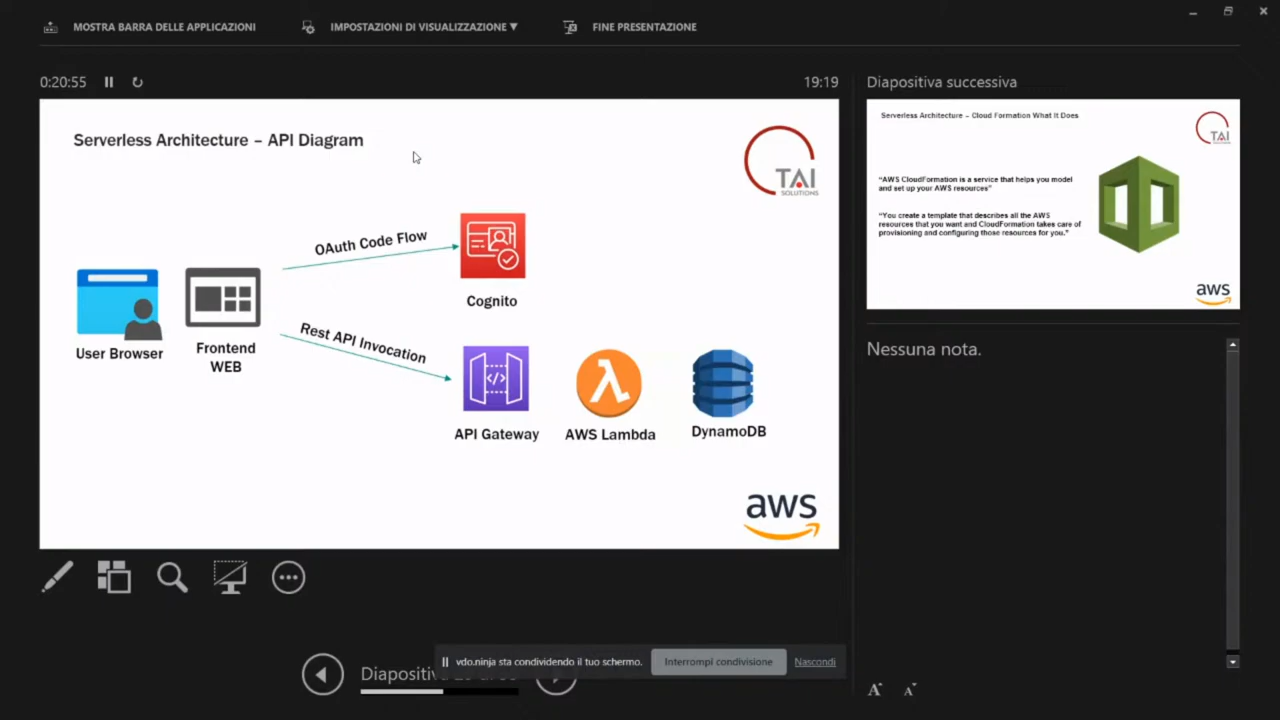 MOSTRA BARRA DELLE APPLICAZIONI
IMPOSTAZIONI DI VISUALIZZAZIONE ▼
FINE PRESENTAZIONE
0:20:55
19:19
Serverless Architecture – API Diagram
TAI
SOLUTIONS
OAuth Code Flow
Cognito
User Browser
Frontend
WEB
Rest API Invocation
API Gateway
AWS Lambda
DynamoDB
aws
Diapositiva successiva
Serverless Architecture – Cloud Formation What It Does
TAI
SOLUTIONS
“AWS CloudFormation is a service that helps you model
and set up your AWS resources”
“You create a template that describes all the AWS
resources that you want and CloudFormation takes care of
provisioning and configuring those resources for you.”
aws
Nessuna nota.
Diapositiv
vdo.ninja sta condividendo il tuo schermo.
Interrompi condivisione
Nascondi
A A